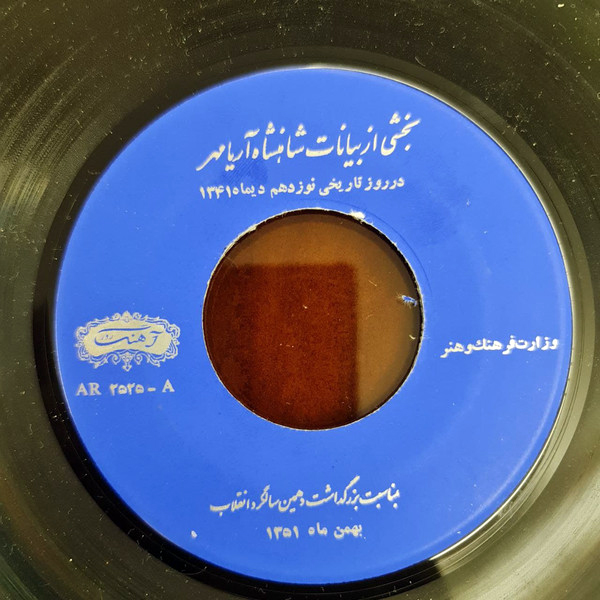 بخشی از بیانات شاهنشاه آریامهر
در روز تاریخی نوزدهم دیماه ۱۳۴۱
آهنگ
AR ۲۵۲۵ - A
وزارت فرهنگ و هنر
بمناسبت بزرگداشت دهمین سالگرد انقلاب
بهمن ماه ۱۳۵۱